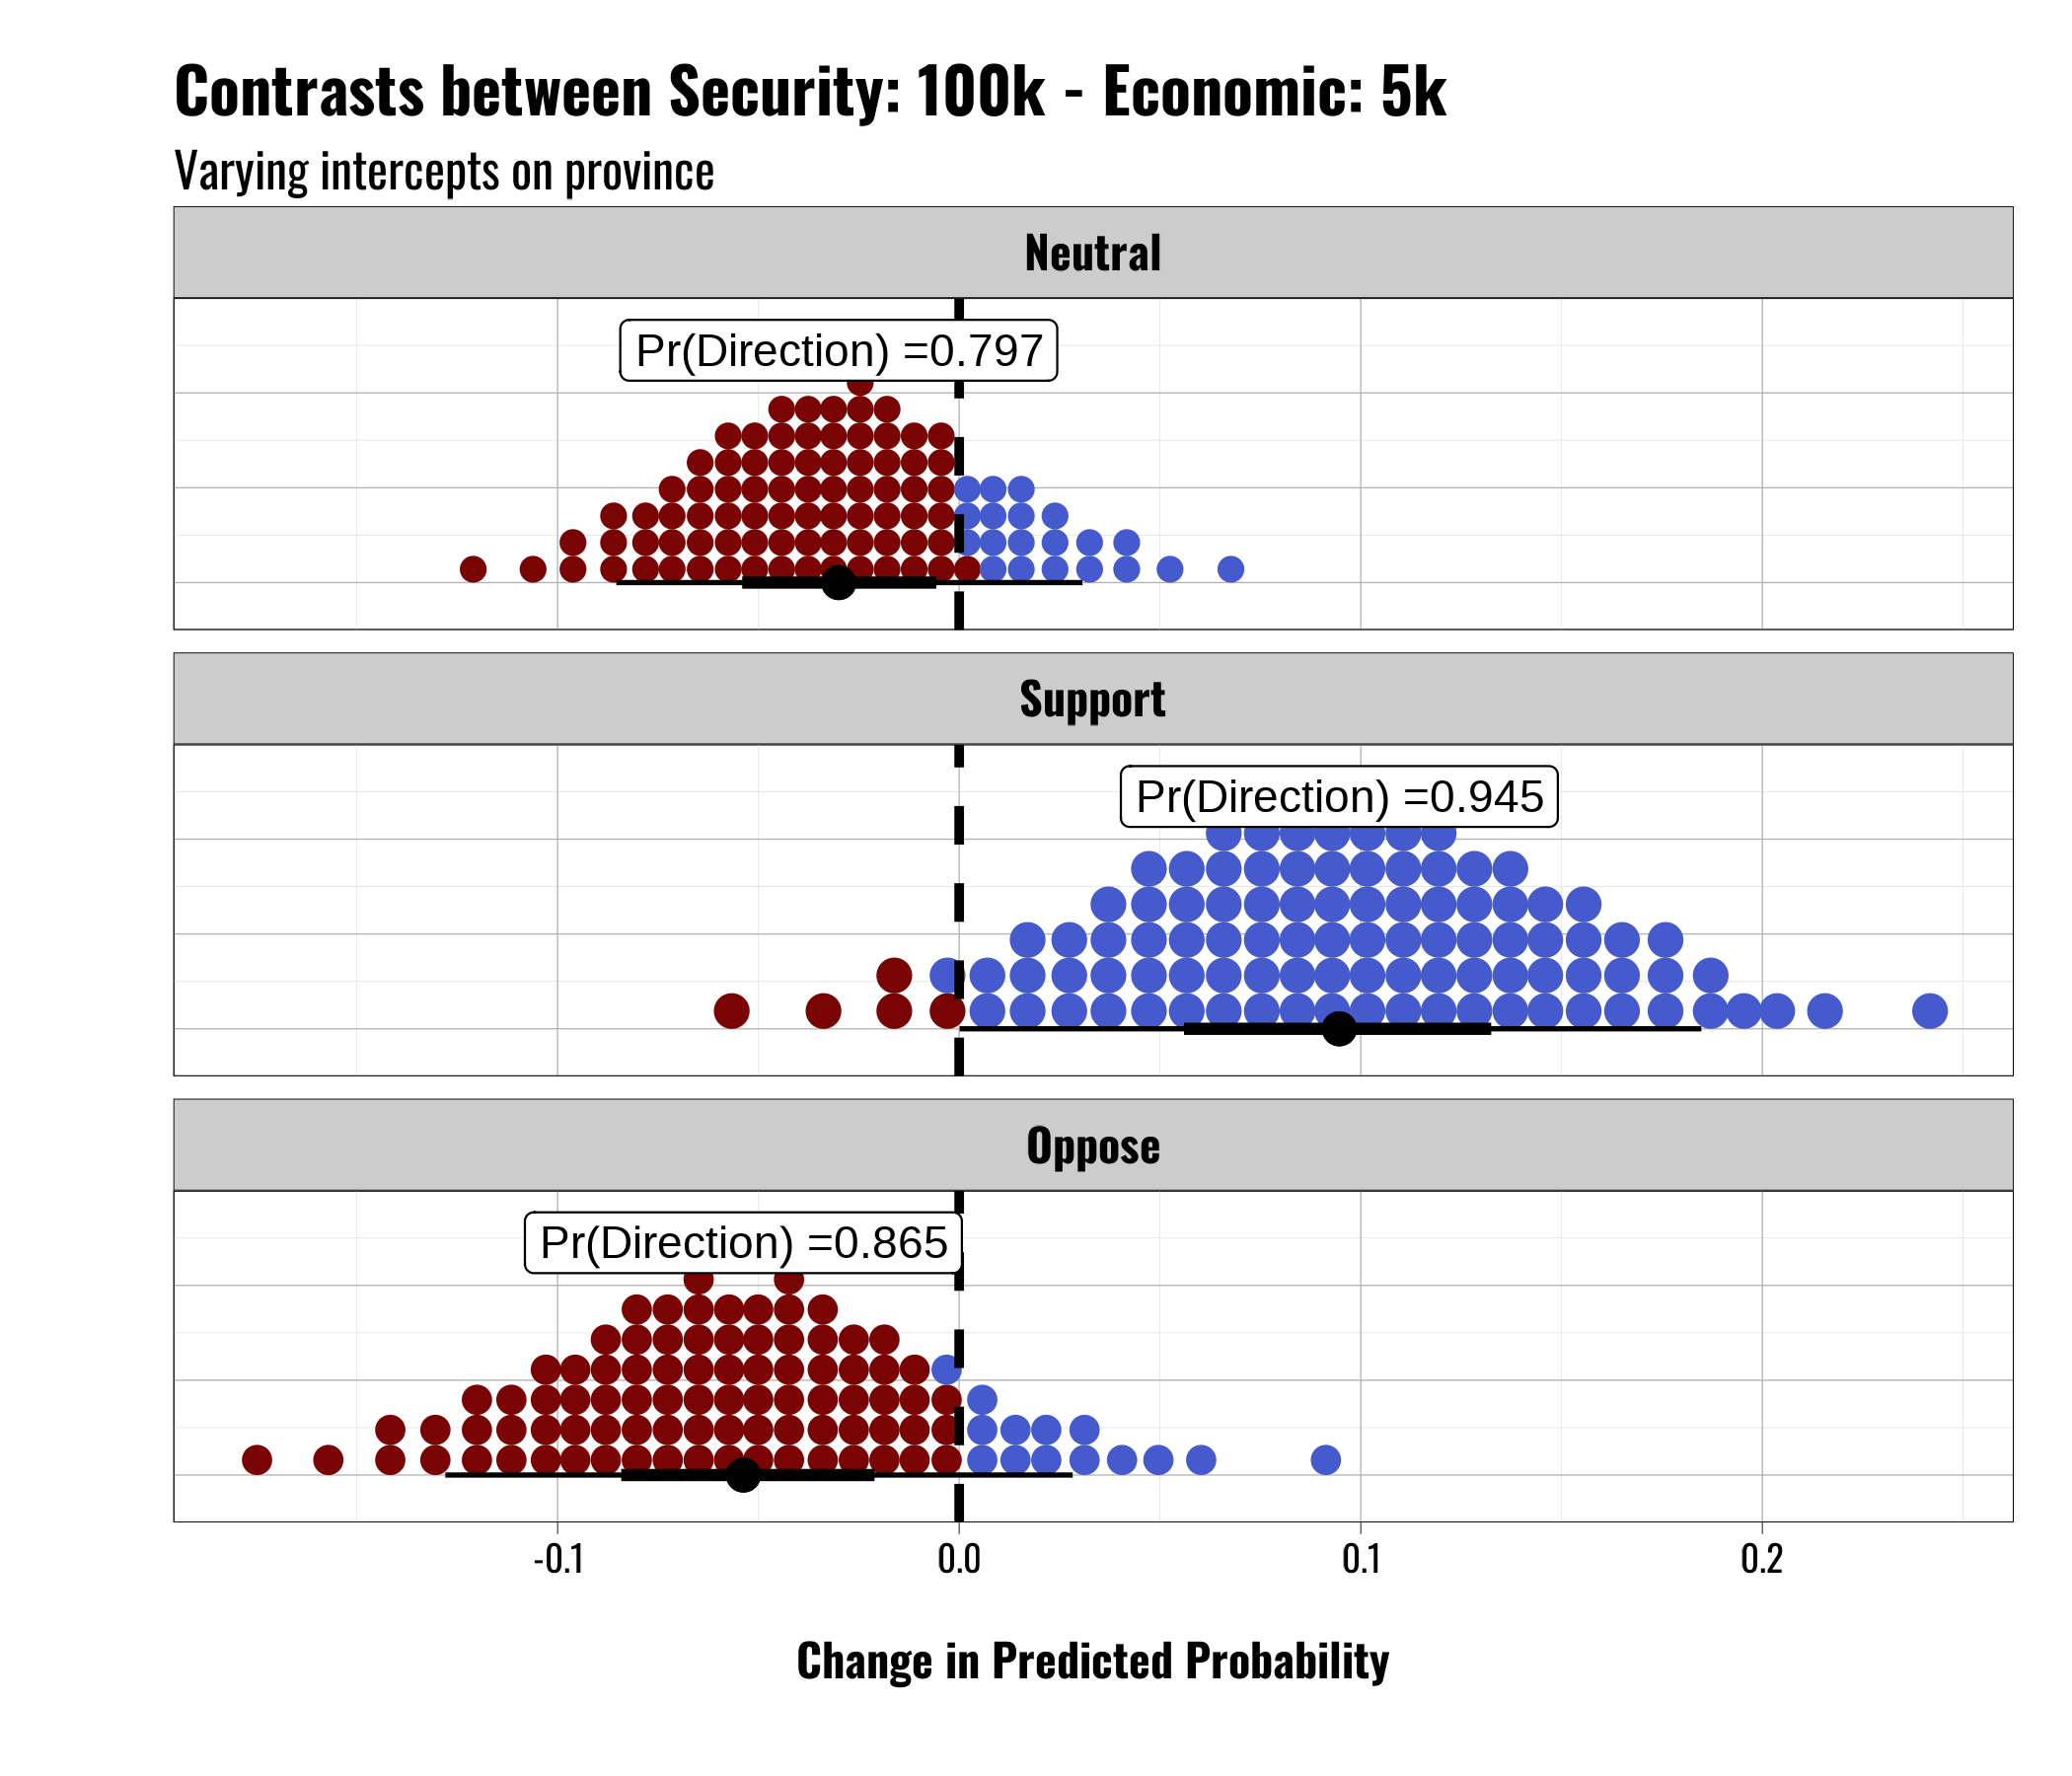 Contrasts between Security: 100k - Economic: 5k
Varying intercepts on province
Neutral
Pr(Direction) =0.797
Support
Pr(Direction) =0.945
Oppose
Pr(Direction) =0.865
-0.1 0.0 0.1 0.2
Change in Predicted Probability